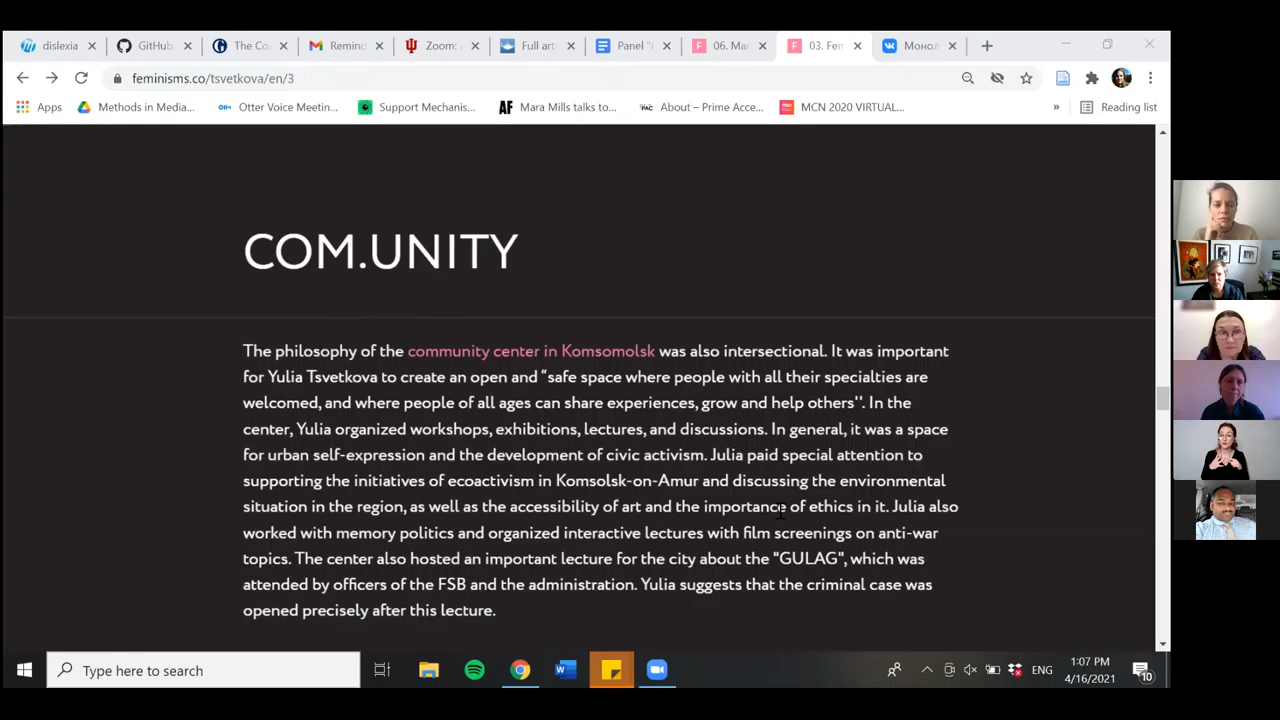 dislexia
GitHub
The Co
Remind
Zoom:
Full art
Panel "
06. Ma
03. Fen
Моно
feminisms.co/tsvetkova/en/3
Apps
Methods in Media...
Otter Voice Meetin...
Support Mechanis...
AF
Mara Mills talks to...
PAC
About – Prime Acce...
MCN 2020 VIRTUAL...
»
Reading list
COM.UNITY
The philosophy of the community center in Komsomolsk was also intersectional. It was important
for Yulia Tsvetkova to create an open and “safe space where people with all their specialties are
welcomed, and where people of all ages can share experiences, grow and help others''. In the
center, Yulia organized workshops, exhibitions, lectures, and discussions. In general, it was a space
for urban self-expression and the development of civic activism. Julia paid special attention to
supporting the initiatives of ecoactivism in Komsolsk-on-Amur and discussing the environmental
situation in the region, as well as the accessibility of art and the importance of ethics in it. Julia also
worked with memory politics and organized interactive lectures with film screenings on anti-war
topics. The center also hosted an important lecture for the city about the "GULAG", which was
attended by officers of the FSB and the administration. Yulia suggests that the criminal case was
opened precisely after this lecture.
Type here to search
ENG
1:07 PM
4/16/2021
10